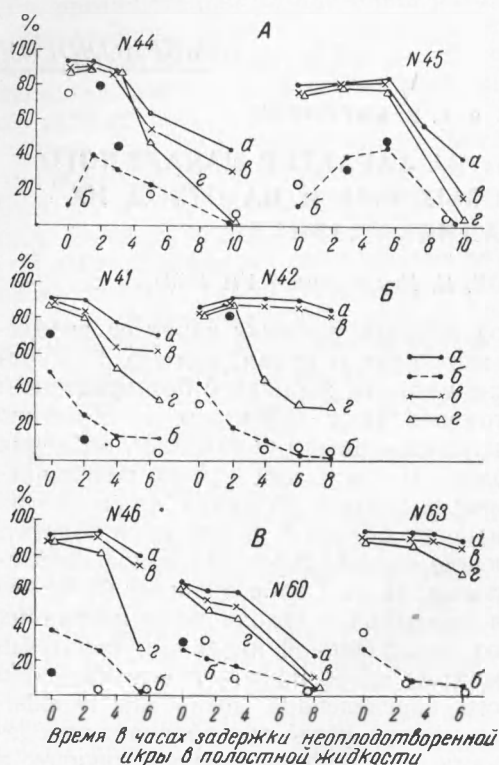 %
100
80
60
40
20
N44
а
в
г
б
0 2 4 6 8 10
А
N45
а
в
г
б
0 2 4 6 8 10
%
100
80
60
40
20
N41
а
в
г
б
0 2 4 6
N42
а
в
г
б
0 2 4 6 8
Б
а
б
в
г
%
100
80
60
40
20
N46
а
в
г
б
0 2 4 6
В
N60
а
в
г
б
0 2 4 6 8
N63
а
в
г
б
0 2 4 6
Время в часах задержки неоплодотворенной
икры в полостной жидкости